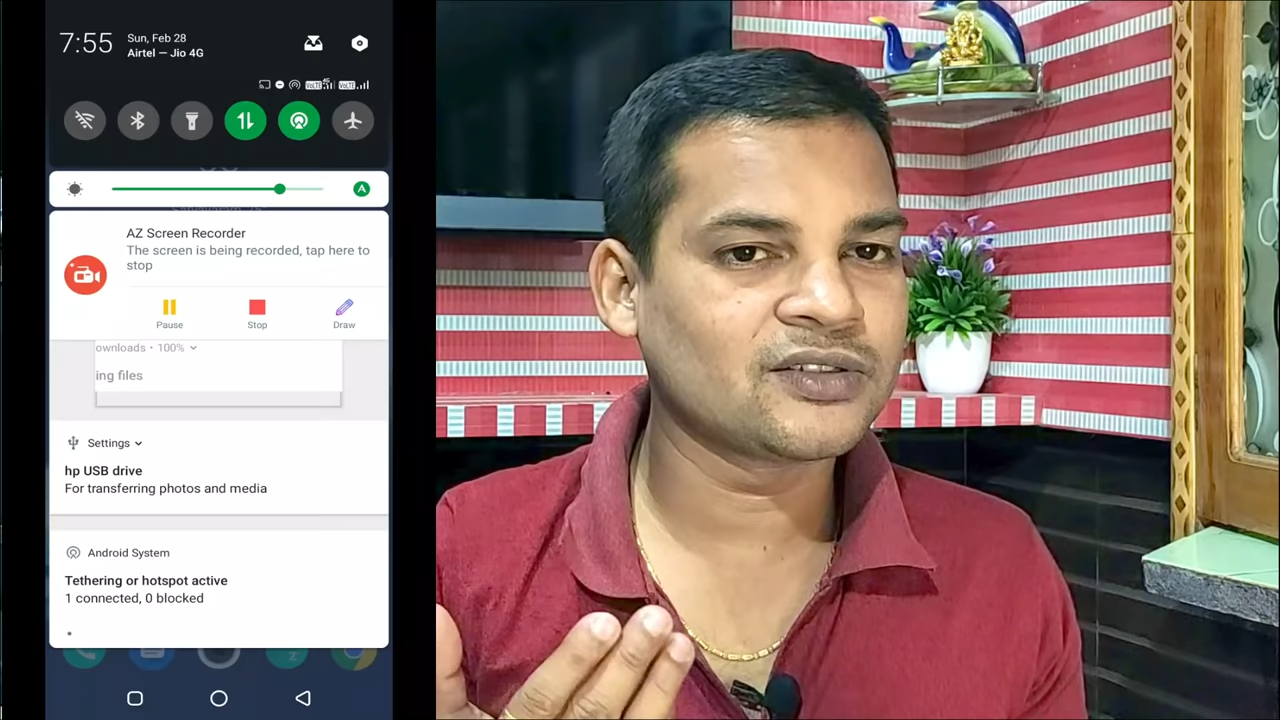 7:55
Sun, Feb 28
Airtel — Jio 4G
AZ Screen Recorder
The screen is being recorded, tap here to
stop
Pause
Stop
Draw
ownloads • 100%
ing files
Settings
hp USB drive
For transferring photos and media
Android System
Tethering or hotspot active
1 connected, 0 blocked